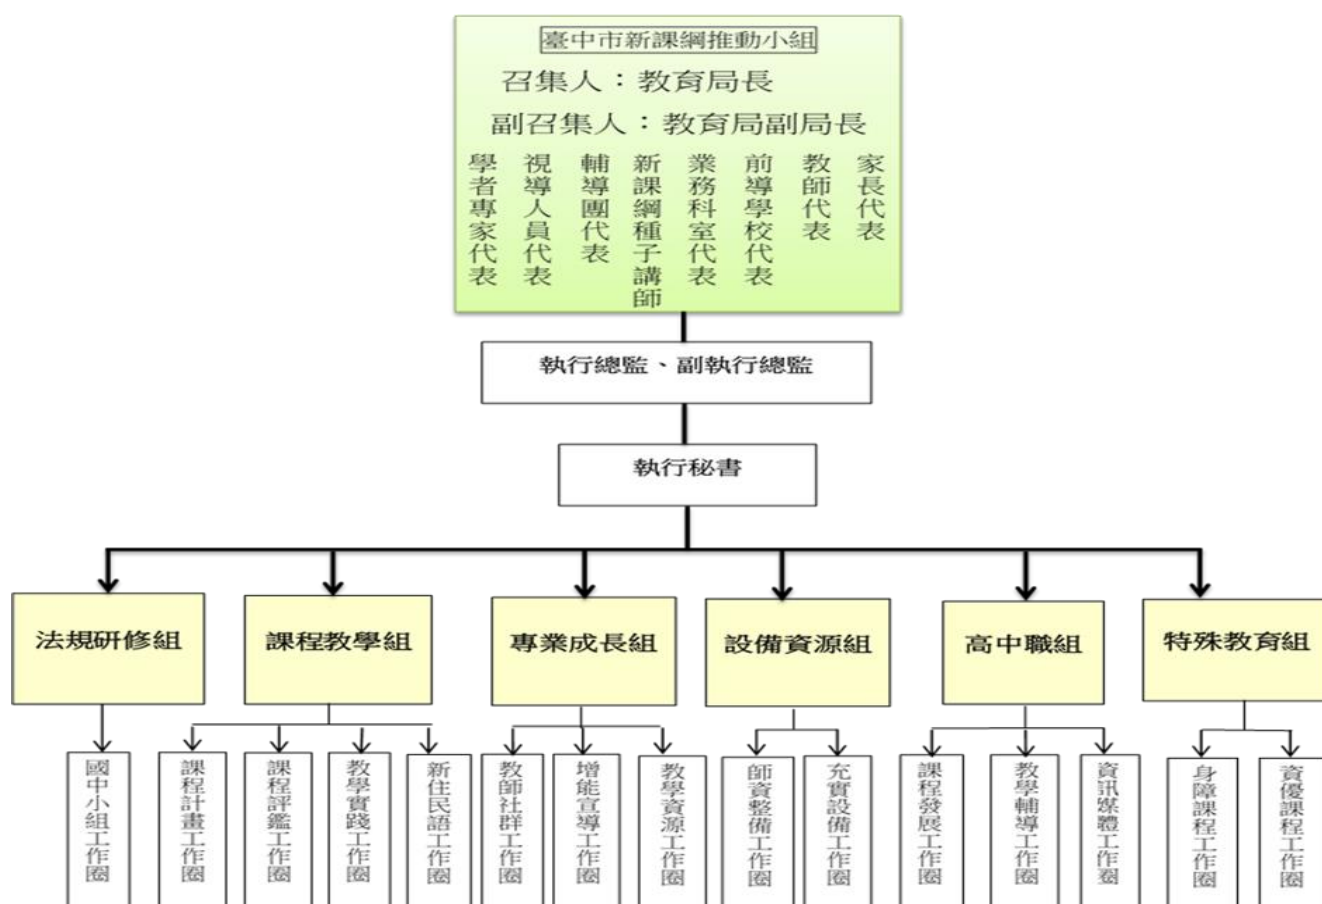 臺中市新課綱推動小組
召集人：教育局長
副召集人：教育局副局長
學者專家代表
視導人員代表
輔導團代表
新課綱種子講師
業務科室代表
前導學校代表
教師代表
家長代表
執行總監、副執行總監
執行秘書
法規研修組
課程教學組
專業成長組
設備資源組
高中職組
特殊教育組
國中小組工作圈
課程計畫工作圈
課程評鑑工作圈
教學實踐工作圈
新住民語工作圈
教師社群工作圈
增能宣導工作圈
教學資源工作圈
師資整備工作圈
充實設備工作圈
課程發展工作圈
教學輔導工作圈
資訊媒體工作圈
身障課程工作圈
資優課程工作圈